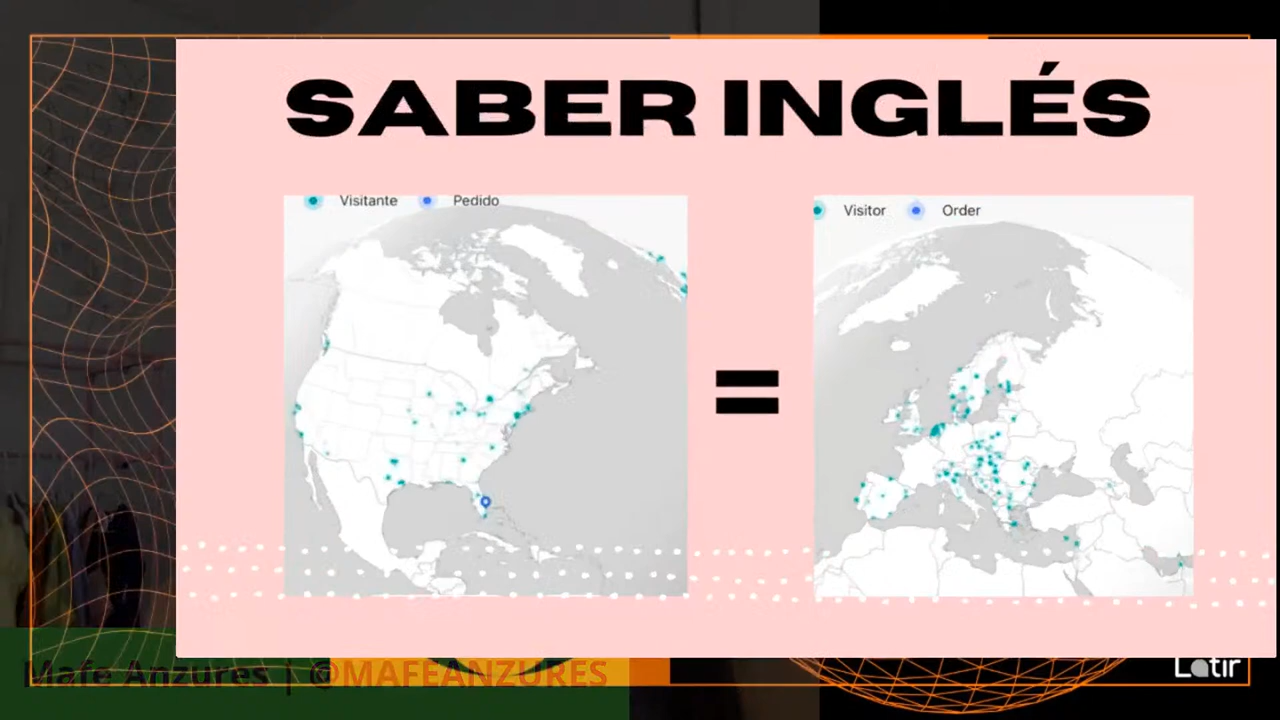 SABER INGLÉS
Visitante Pedido
Visitor Order
=
Mafe Anzures | @MAFEANZURES
Latir